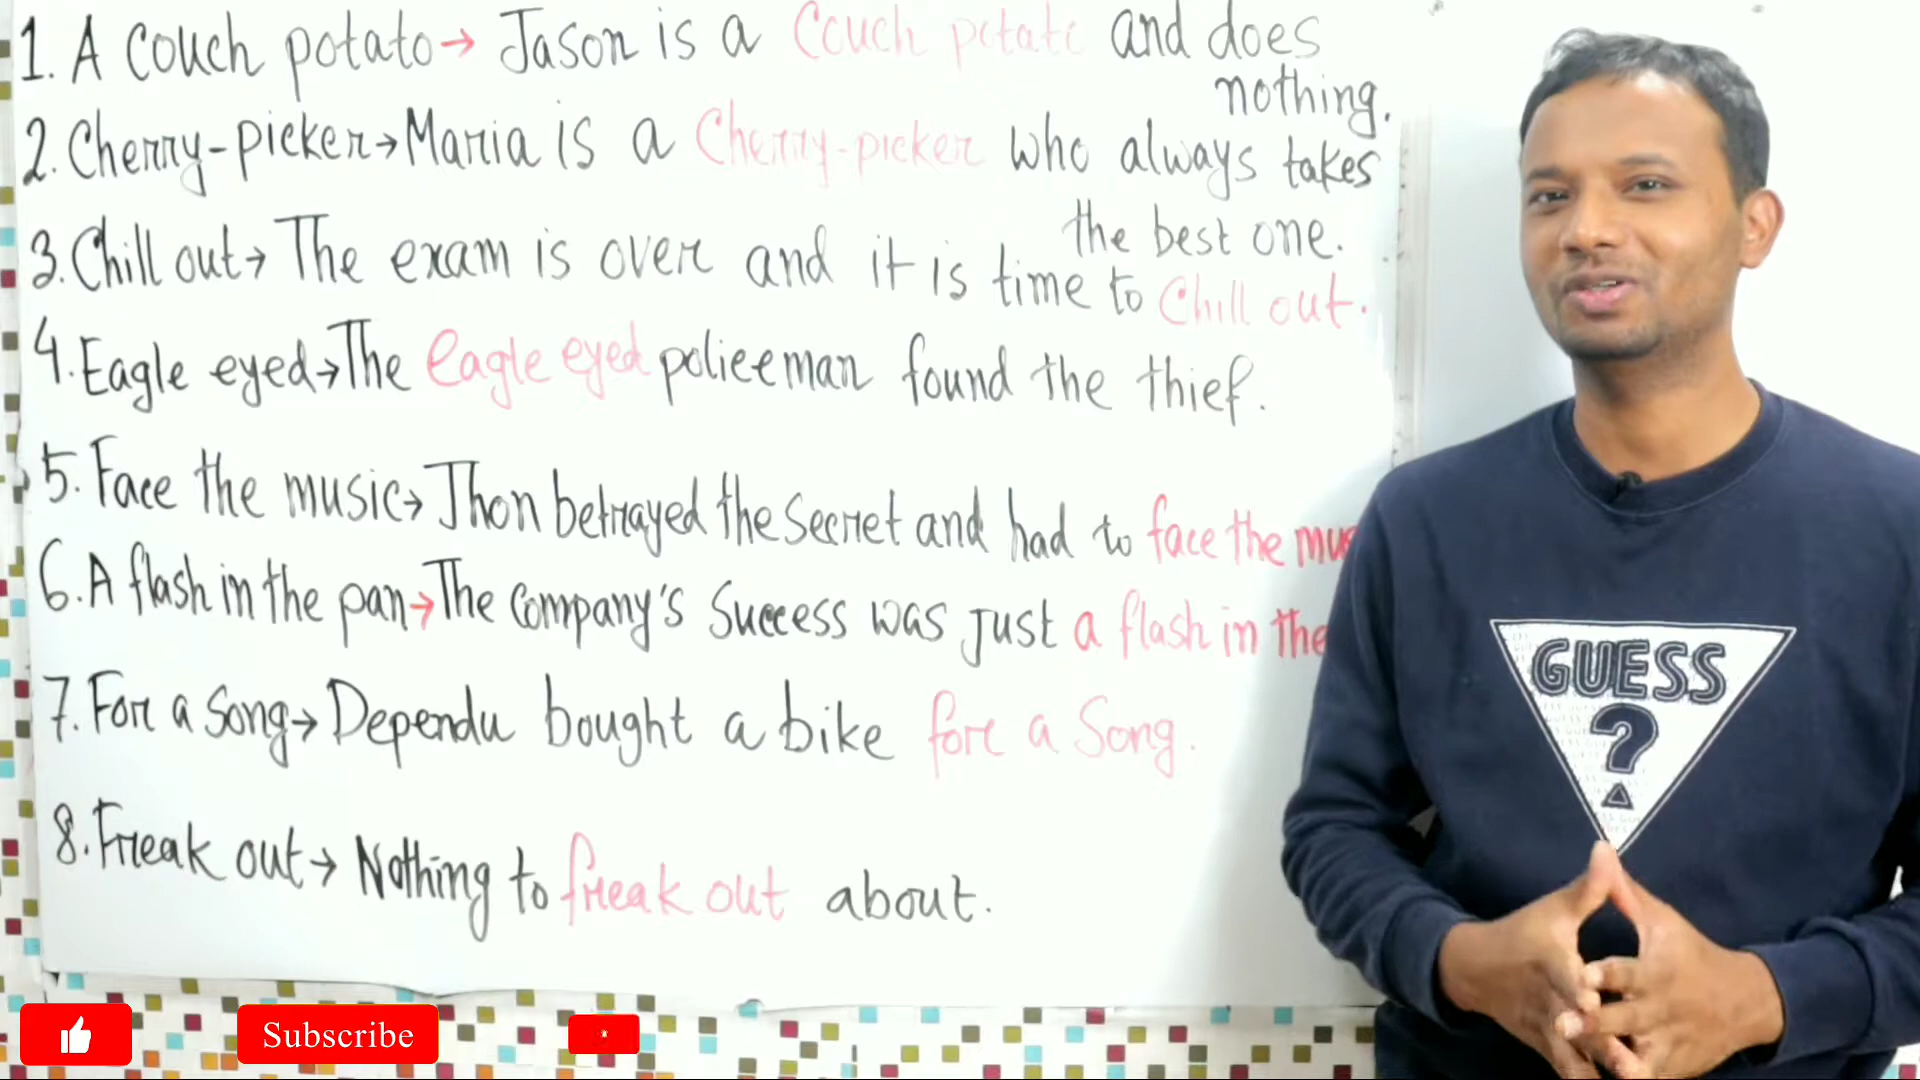 1. A couch potato→ Jason is a couch potato and does
nothing.
2. Cherry-picker→Maria is a Cherry-picker who always takes
the best one.
3. Chill out→ The exam is over and it is time to Chill out.
4. Eagle eyed→The eagle eyed policeman found the thief.
5. Face the music→ Jhon betrayed the secret and had to face the mus
6. A flash in the pan→The Company's Success was just a flash in the
7. For a Song→ Dependu bought a bike for a Song.
8. Freak out→ Nothing to freak out about.
GUESS
?
Subscribe